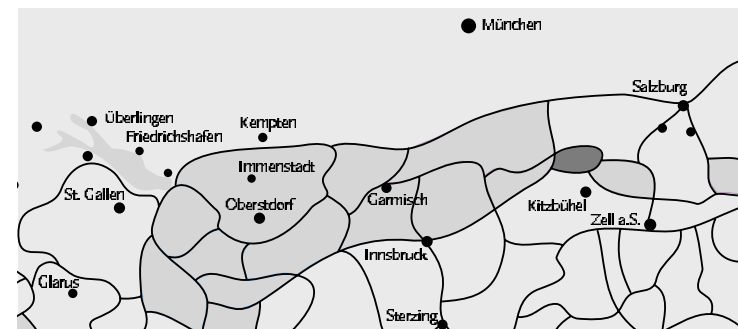 München
Salzburg
Überlingen
Friedrichshafen
Kempten
Immenstadt
St. Gallen
Oberstdorf
Garmisch
Kitzbühel
Zell a.S.
Innsbruck
Glarus
Sterzing